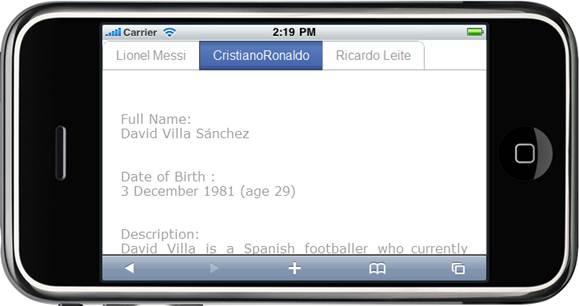 Carrier 2:19 PM
Lionel Messi CristianoRonaldo Ricardo Leite
Full Name:
David Villa Sánchez
Date of Birth :
3 December 1981 (age 29)
Description:
David Villa is a Spanish footballer who currently